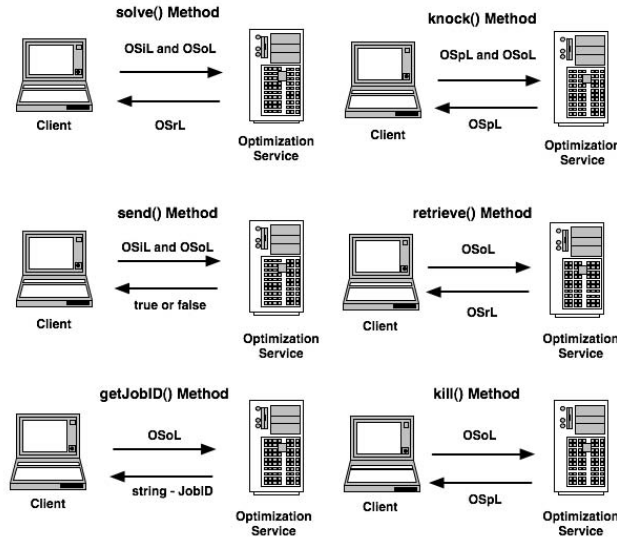 solve() Method
OSiL and OSoL
OSrL
Client
Optimization
Service
knock() Method
OSpL and OSoL
OSpL
Client
Optimization
Service
send() Method
OSiL and OSoL
true or false
Client
Optimization
Service
retrieve() Method
OSoL
OSrL
Client
Optimization
Service
getJobID() Method
OSoL
string - JobID
Client
Optimization
Service
kill() Method
OSoL
OSpL
Client
Optimization
Service